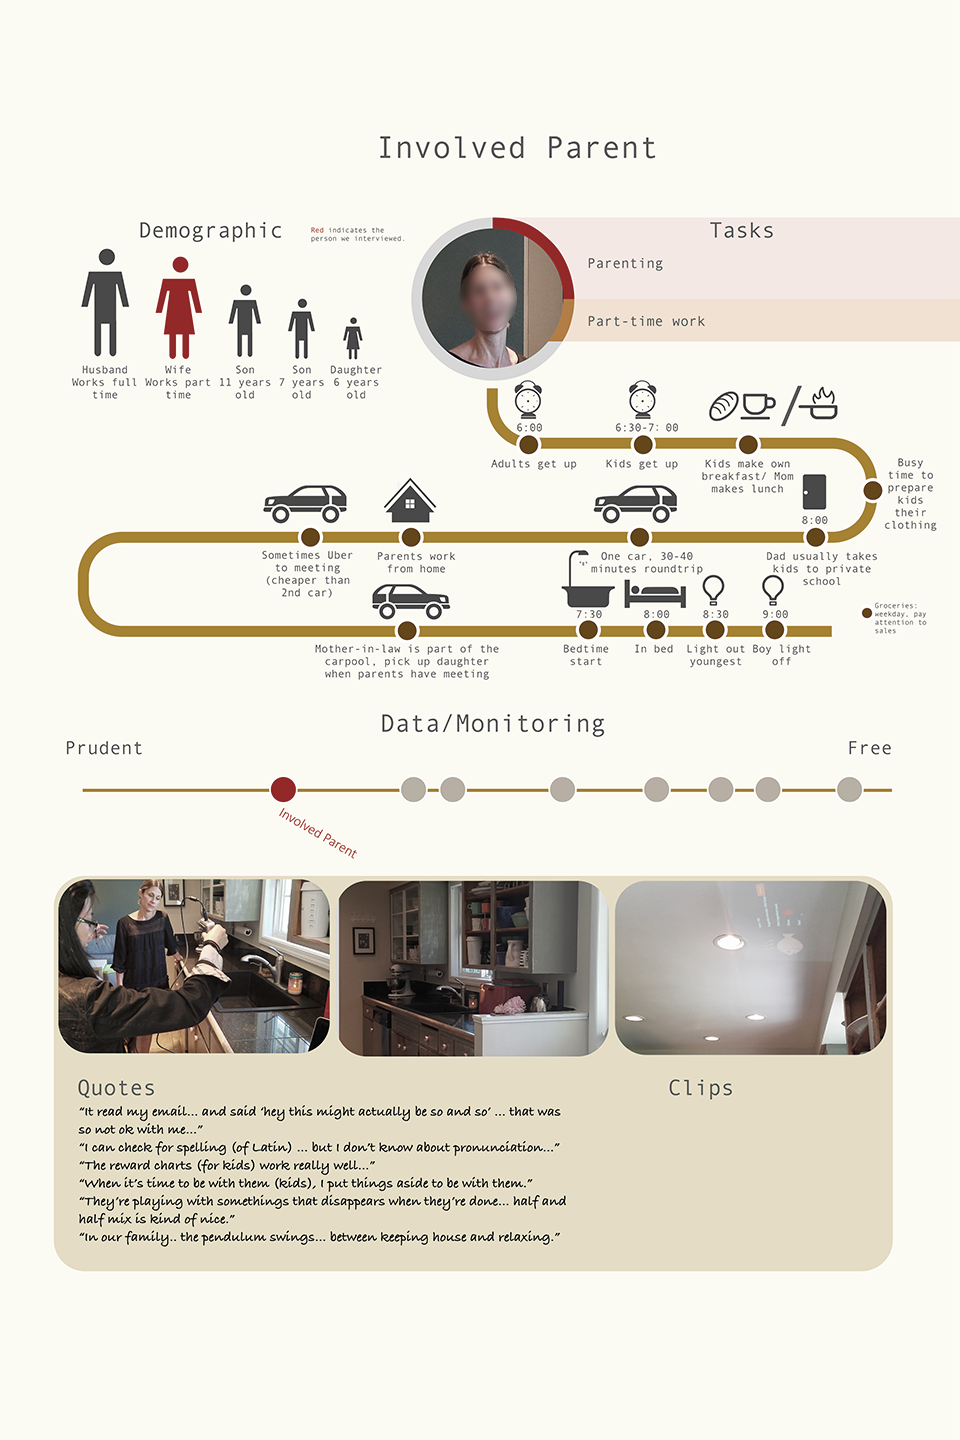 Involved Parent
Demographic
Red indicates the
person we interviewed.
Tasks
Parenting
Part-time work
Husband
Works full
time
Wife
Works part
time
Son
11 years
old
Son
7 years
old
Daughter
6 years
old
6:00
Adults get up
6:30-7: 00
Kids get up
Kids make own
breakfast/ Mom
makes lunch
Busy
time to
prepare
kids
their
clothing
8:00
Dad usually takes
kids to private
school
One car, 30-40
minutes roundtrip
Parents work
from home
Sometimes Uber
to meeting
(cheaper than
2nd car)
Mother-in-law is part of the
carpool, pick up daughter
when parents have meeting
7:30
Bedtime
start
8:00
In bed
8:30
Light out
youngest
9:00
Boy light
off
Groceries:
weekday, pay
attention to
sales
Data/Monitoring
Prudent
Free
Involved Parent
Quotes
“It read my email... and said ‘hey this might actually be so and so’ ... that was
so not ok with me...”
“I can check for spelling (of Latin) ... but I don’t know about pronunciation...”
“The reward charts (for kids) work really well...”
“When it’s time to be with them (kids), I put things aside to be with them.”
“They’re playing with somethings that disappears when they’re done... half and
half mix is kind of nice.”
“In our family.. the pendulum swings... between keeping house and relaxing.”
Clips